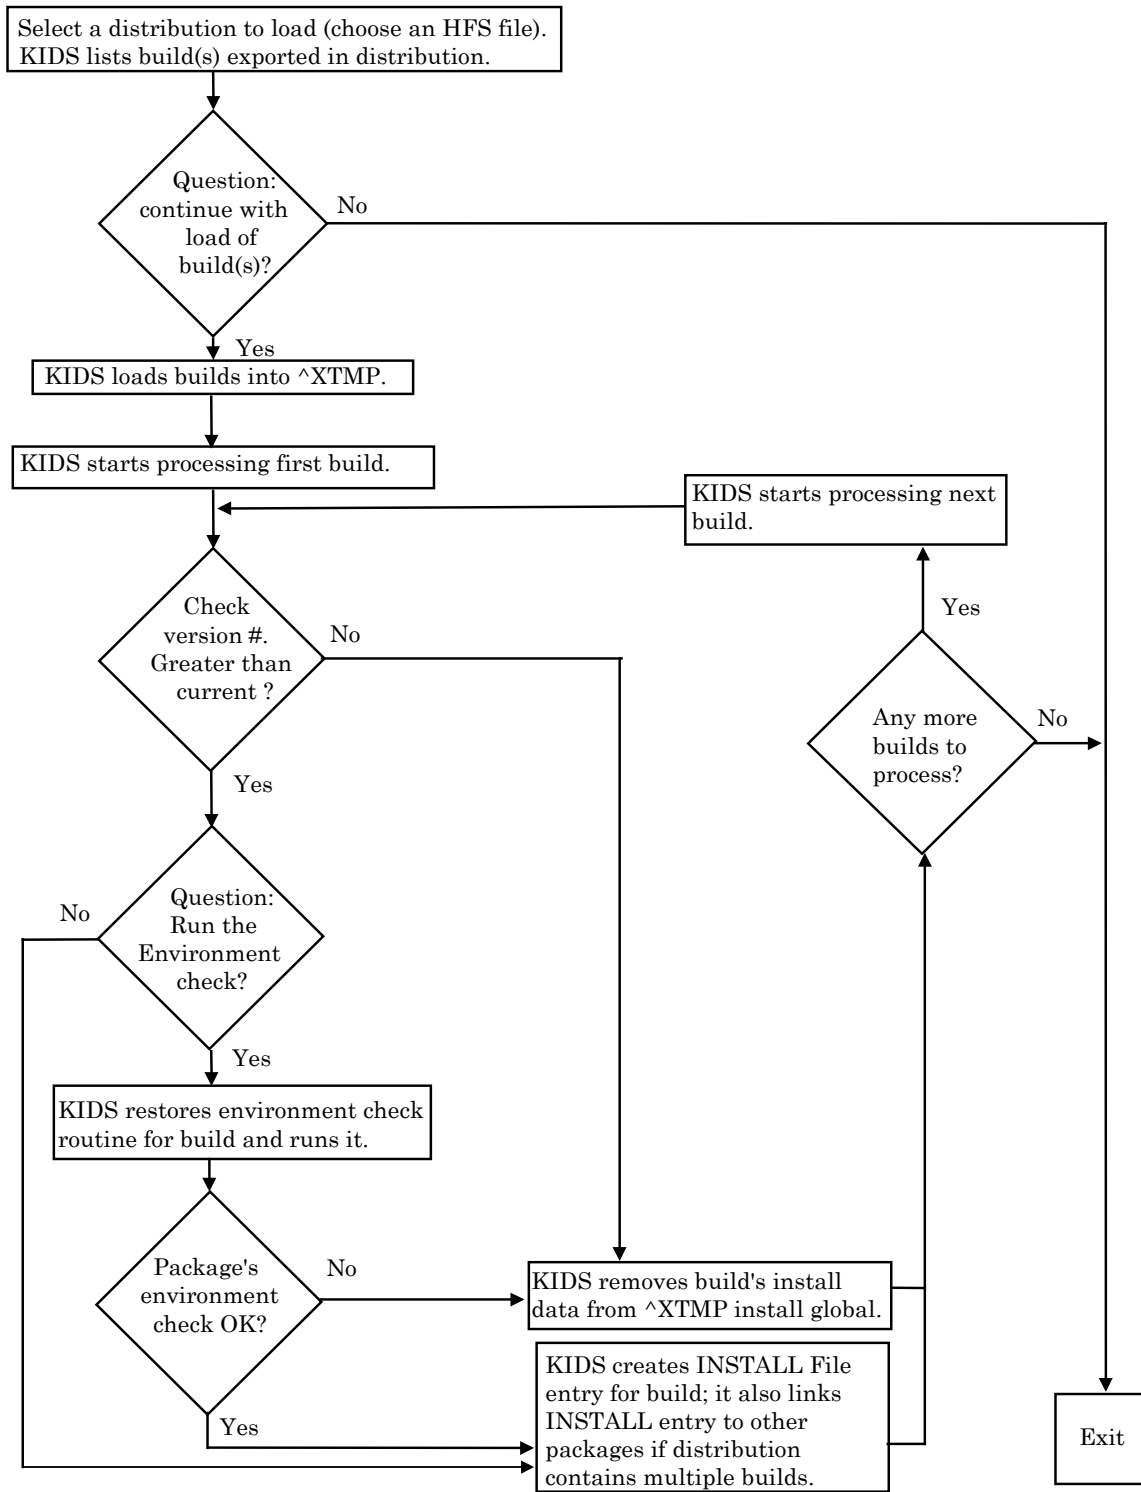 Select a distribution to load (choose an HFS file).
KIDS lists build(s) exported in distribution.
Question:
continue with
load of
build(s)?
No
Yes
KIDS loads builds into ^XTMP.
KIDS starts processing first build.
KIDS starts processing next
build.
Check
version #.
Greater than
current ?
No
Yes
Yes
Any more
builds to
process?
No
Question:
Run the
Environment
check?
No
Yes
KIDS restores environment check
routine for build and runs it.
Package's
environment
check OK?
No
Yes
KIDS removes build's install
data from ^XTMP install global.
KIDS creates INSTALL File
entry for build; it also links
INSTALL entry to other
packages if distribution
contains multiple builds.
Exit